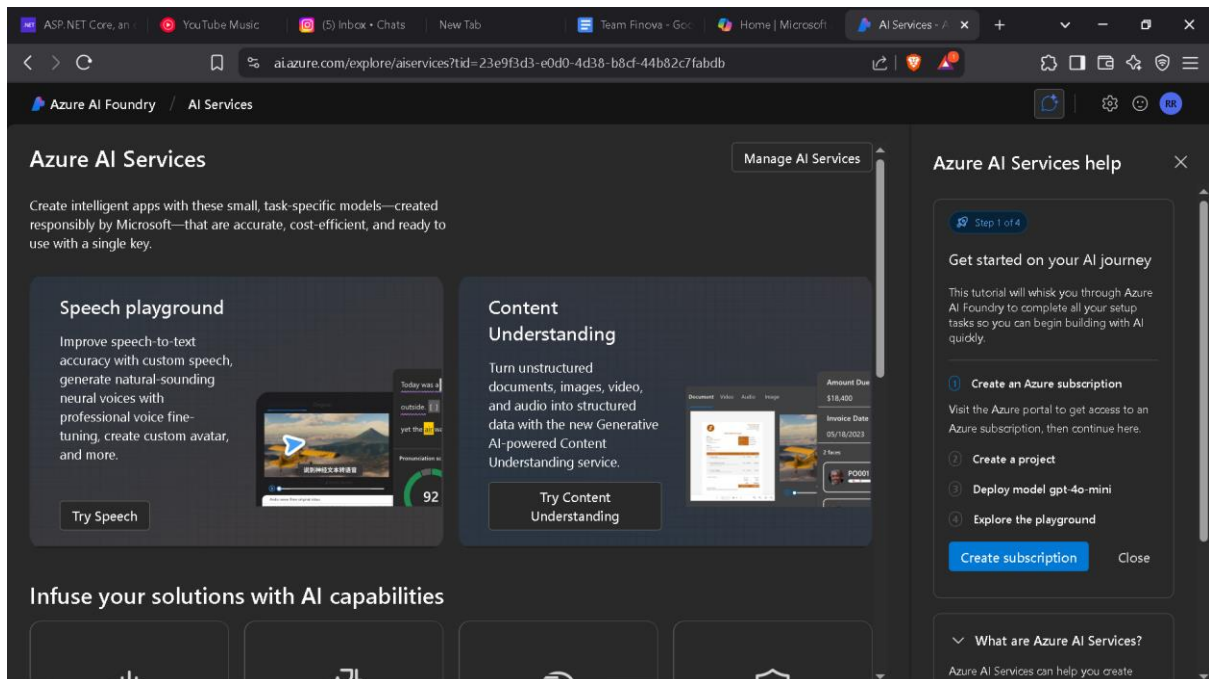 ASP.NET Core, an
YouTube Music
(5) Inbox • Chats
New Tab
Team Finova - Goo
Home | Microsoft
AI Services - A
ai.azure.com/explore/aiservices?tid=23e9f3d3-e0d0-4d38-b8cf-44b82c7fabdb
Azure AI Foundry / AI Services
RR
Azure AI Services
Manage AI Services
Create intelligent apps with these small, task-specific models—created
responsibly by Microsoft—that are accurate, cost-efficient, and ready to
use with a single key.
Speech playground
Improve speech-to-text
accuracy with custom speech,
generate natural-sounding
neural voices with
professional voice fine-
tuning, create custom avatar,
and more.
Today was a
outside. [ ]
yet the air wa
Pronunciation sc
92
Try Speech
Content
Understanding
Turn unstructured
documents, images, video,
and audio into structured
data with the new Generative
AI-powered Content
Understanding service.
Document Video Audio Image
Amount Due
$18,400
Invoice Date
05/18/2023
2 faces
PO001
Try Content
Understanding
Infuse your solutions with AI capabilities
Azure AI Services help
Step 1 of 4
Get started on your AI journey
This tutorial will whisk you through Azure
AI Foundry to complete all your setup
tasks so you can begin building with AI
quickly.
1 Create an Azure subscription
Visit the Azure portal to get access to an
Azure subscription, then continue here.
2 Create a project
3 Deploy model gpt-4o-mini
4 Explore the playground
Create subscription
Close
What are Azure AI Services?
Azure AI Services can help you create